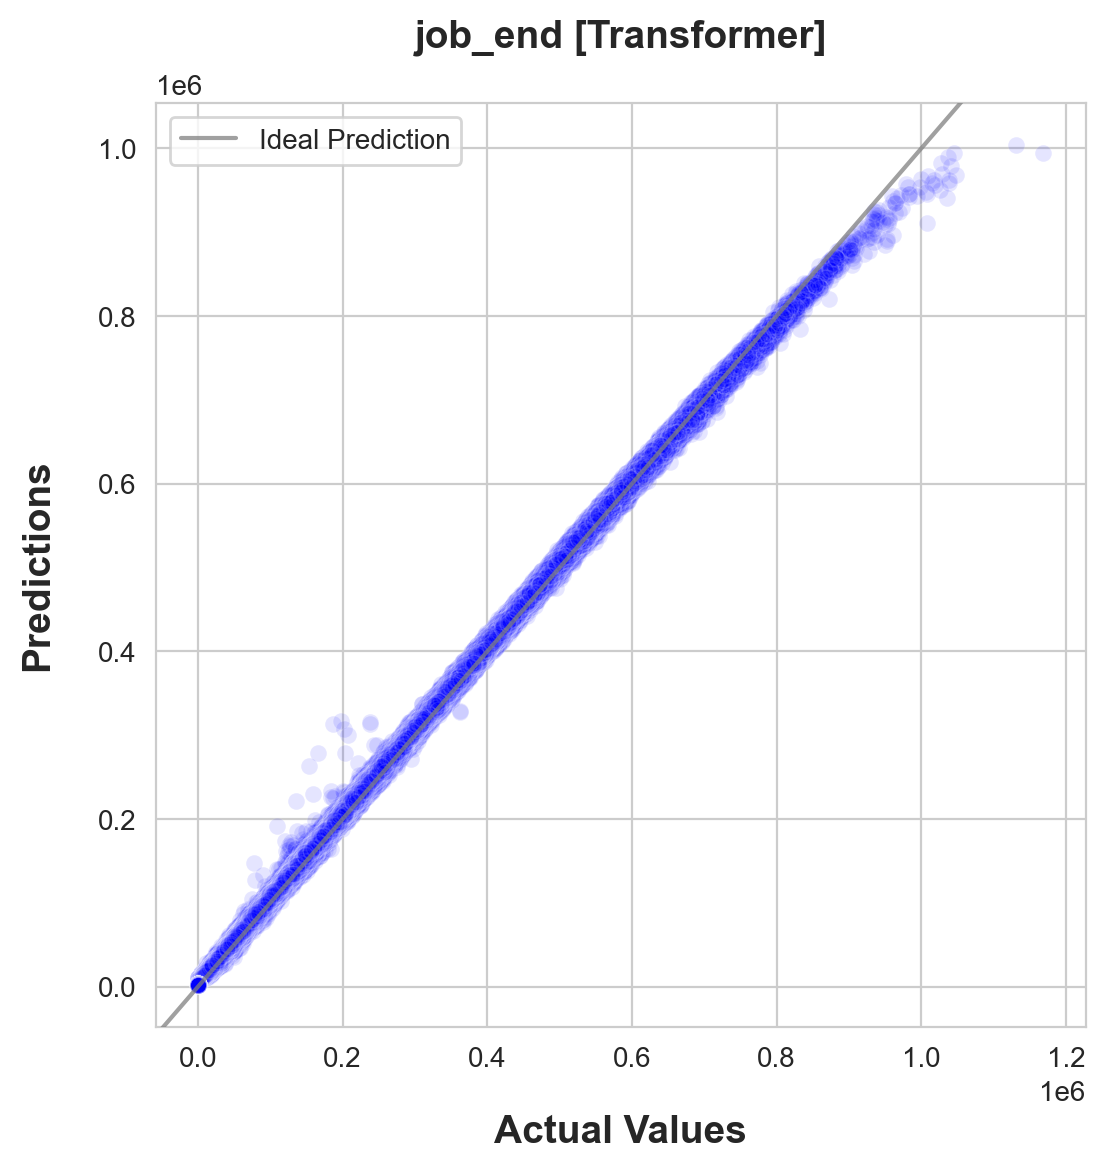 job_end [Transformer]
1e6
Ideal Prediction
1.0
0.8
0.6
0.4
0.2
0.0
Predictions
0.0 0.2 0.4 0.6 0.8 1.0 1.2
1e6
Actual Values